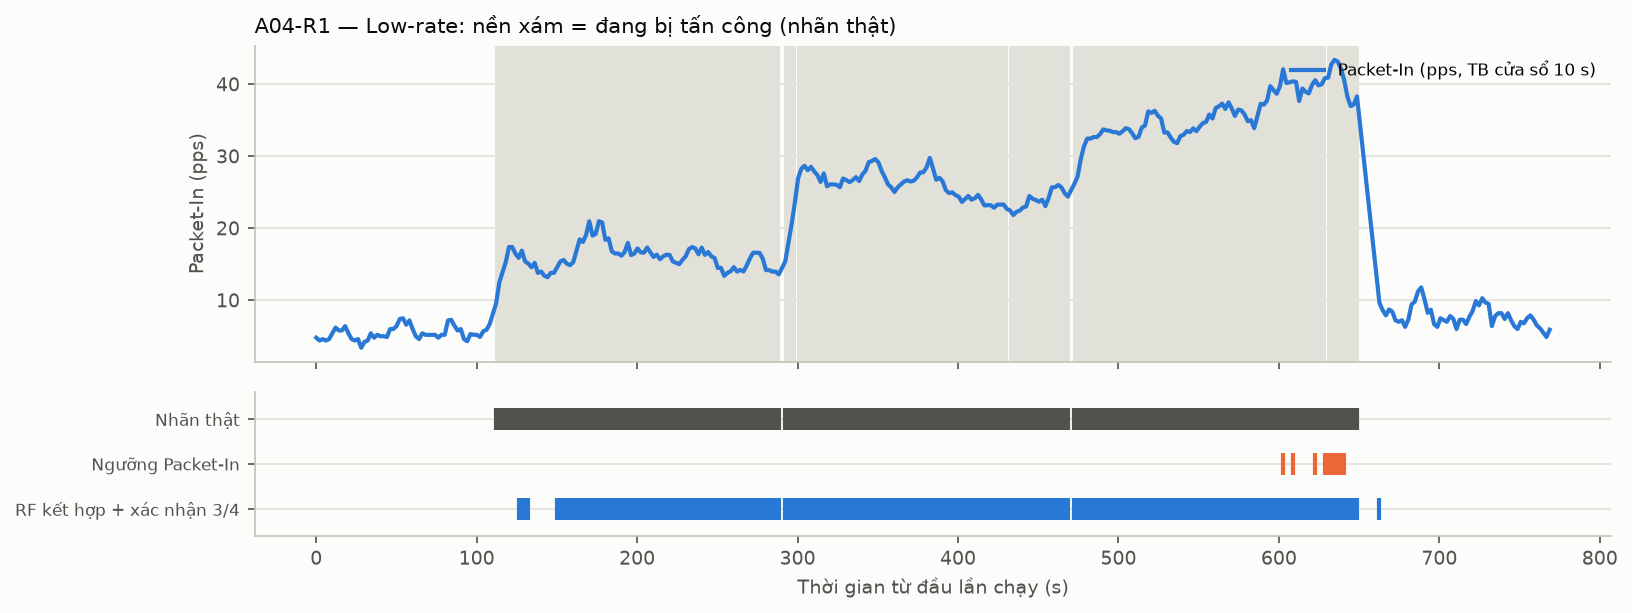 A04-R1 — Low-rate: nền xám = đang bị tấn công (nhãn thật)
Packet-In (pps, TB cửa sổ 10 s)
Packet-In (pps)
40
30
20
10
Nhãn thật
Ngưỡng Packet-In
RF kết hợp + xác nhận 3/4
0 100 200 300 400 500 600 700 800
Thời gian từ đầu lần chạy (s)